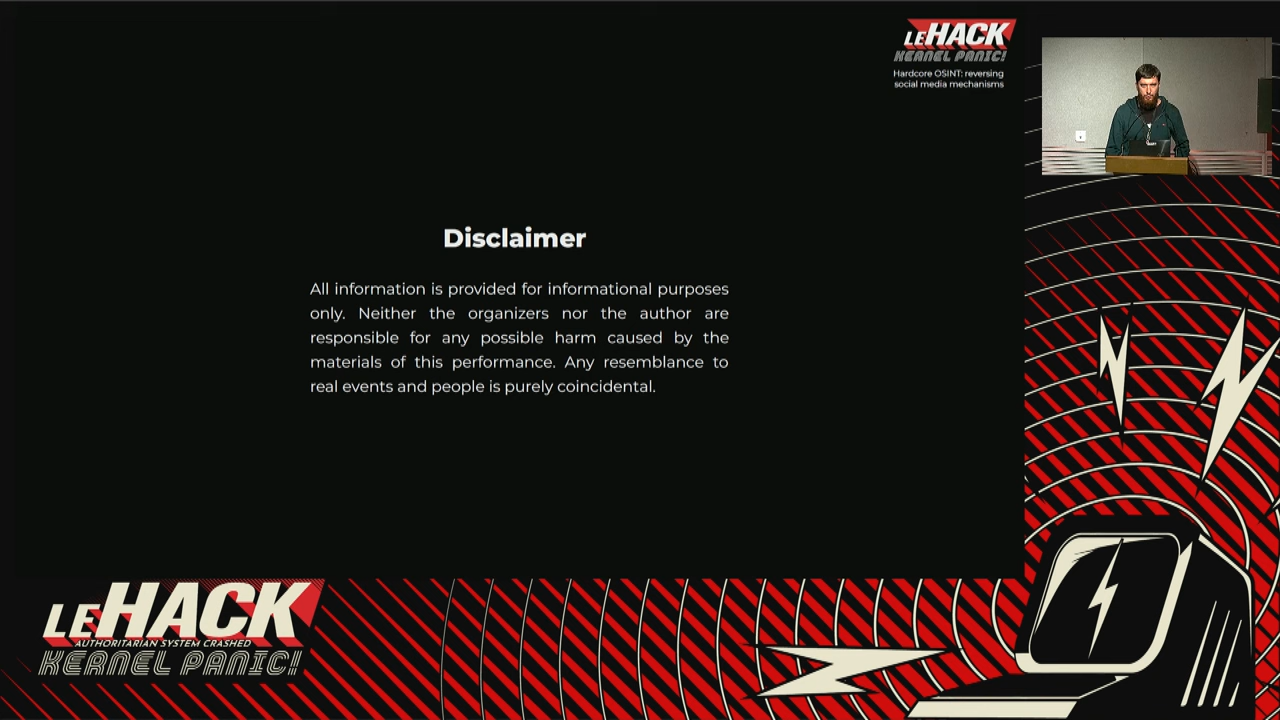 LEHACK
KERNEL PANIC!
Hardcore OSINT: reversing
social media mechanisms
Disclaimer
All information is provided for informational purposes
only. Neither the organizers nor the author are
responsible for any possible harm caused by the
materials of this performance. Any resemblance to
real events and people is purely coincidental.
LEHACK
AUTHORITARIAN SYSTEM CRASHED
KERNEL PANIC!